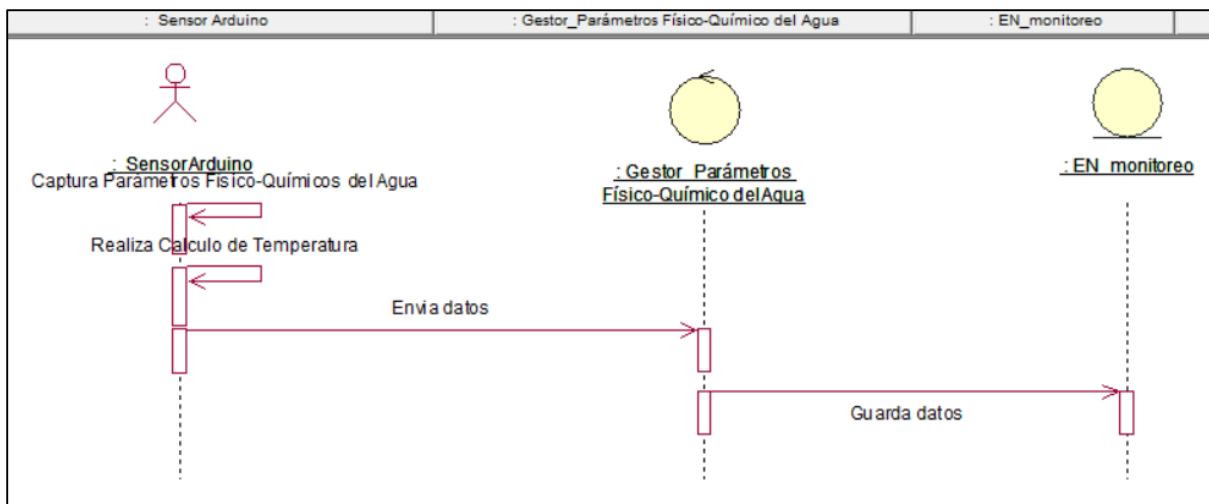 : Sensor Arduino
: Gestor_Parámetros Físico-Químico del Agua
: EN_monitoreo
: SensorArduino
: Gestor_Parámetros
Físico-Químico del Agua
: EN_monitoreo
Captura Parámetros Físico-Químicos del Agua
Realiza Calculo de Temperatura
Envia datos
Guarda datos